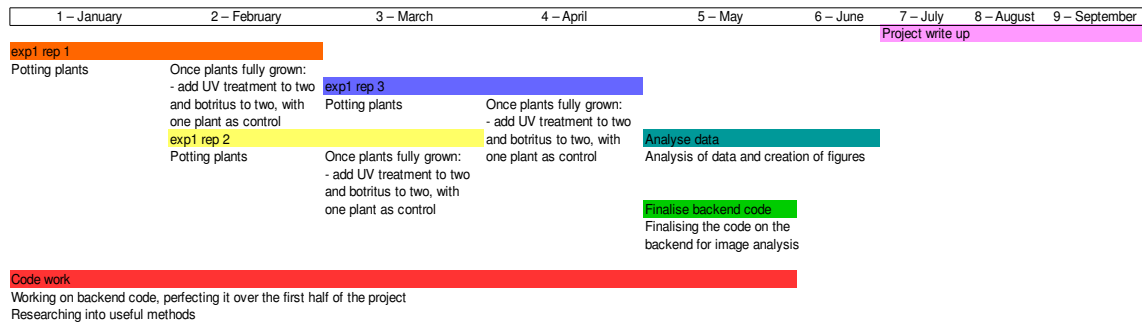 1 – January 2 – February 3 – March 4 – April 5 – May 6 – June 7 – July 8 – August 9 – September
Project write up
exp1 rep 1
Potting plants
Once plants fully grown:
- add UV treatment to two
and botritus to two, with
one plant as control
exp1 rep 3
Potting plants
Once plants fully grown:
- add UV treatment to two
and botritus to two, with
one plant as control
exp1 rep 2
Potting plants
Once plants fully grown:
- add UV treatment to two
and botritus to two, with
one plant as control
Analyse data
Analysis of data and creation of figures
Finalise backend code
Finalising the code on the
backend for image analysis
Code work
Working on backend code, perfecting it over the first half of the project
Researching into useful methods